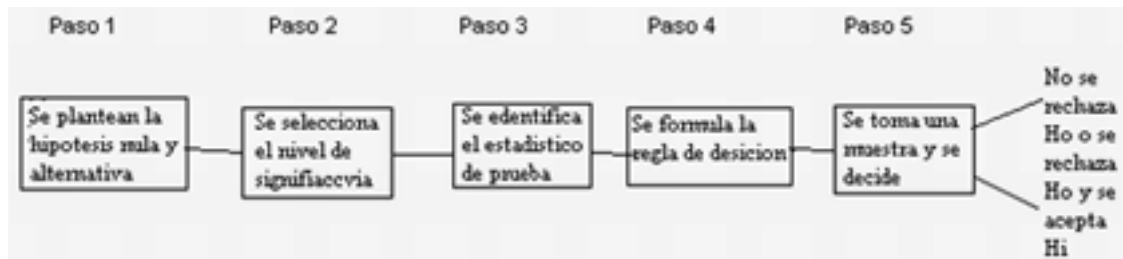 Paso 1
Paso 2
Paso 3
Paso 4
Paso 5
Se plantean la
hipotesis nula y
alternativa
Se selecciona
el nivel de
signifiaccvia
Se edentifica
el estadistico
de prueba
Se formula la
regla de desicion
Se toma una
muestra y se
decide
No se
rechaza
Ho o se
rechaza
Ho y se
acepta
Hi